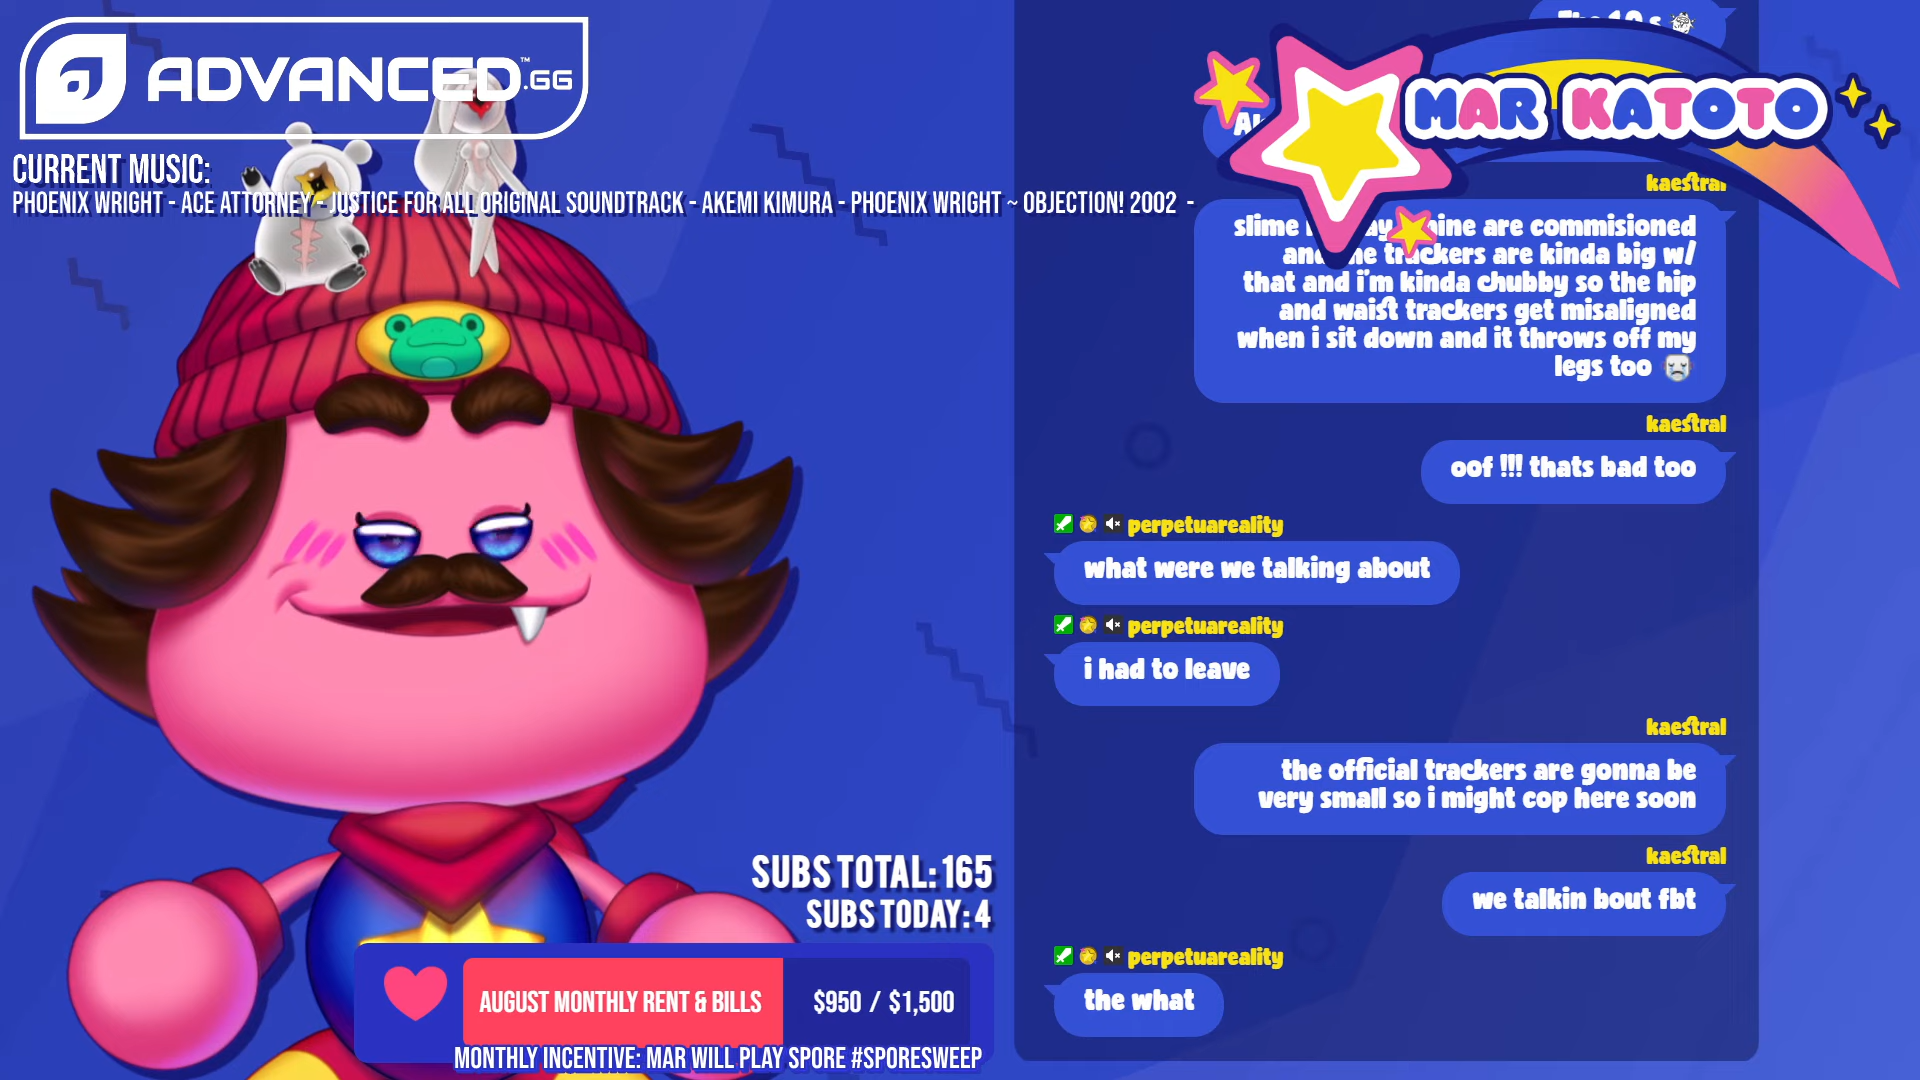 ADVANCED™.GG
CURRENT MUSIC:
PHOENIX WRIGHT - ACE ATTORNEY - JUSTICE FOR ALL ORIGINAL SOUNDTRACK - AKEMI KIMURA - PHOENIX WRIGHT ~ OBJECTION! 2002 -
MAR KATOTO
kaestral
slime are commisioned
trackers are kinda big w/
that and i'm kinda chubby so the hip
and waist trackers get misaligned
when i sit down and it throws off my
legs too
kaestral
oof !!! thats bad too
perpetuareality
what were we talking about
perpetuareality
i had to leave
kaestral
the official trackers are gonna be
very small so i might cop here soon
kaestral
we talkin bout fbt
perpetuareality
the what
SUBS TOTAL: 165
SUBS TODAY: 4
AUGUST MONTHLY RENT & BILLS $950 / $1,500
MONTHLY INCENTIVE: MAR WILL PLAY SPORE #SPORESWEEP